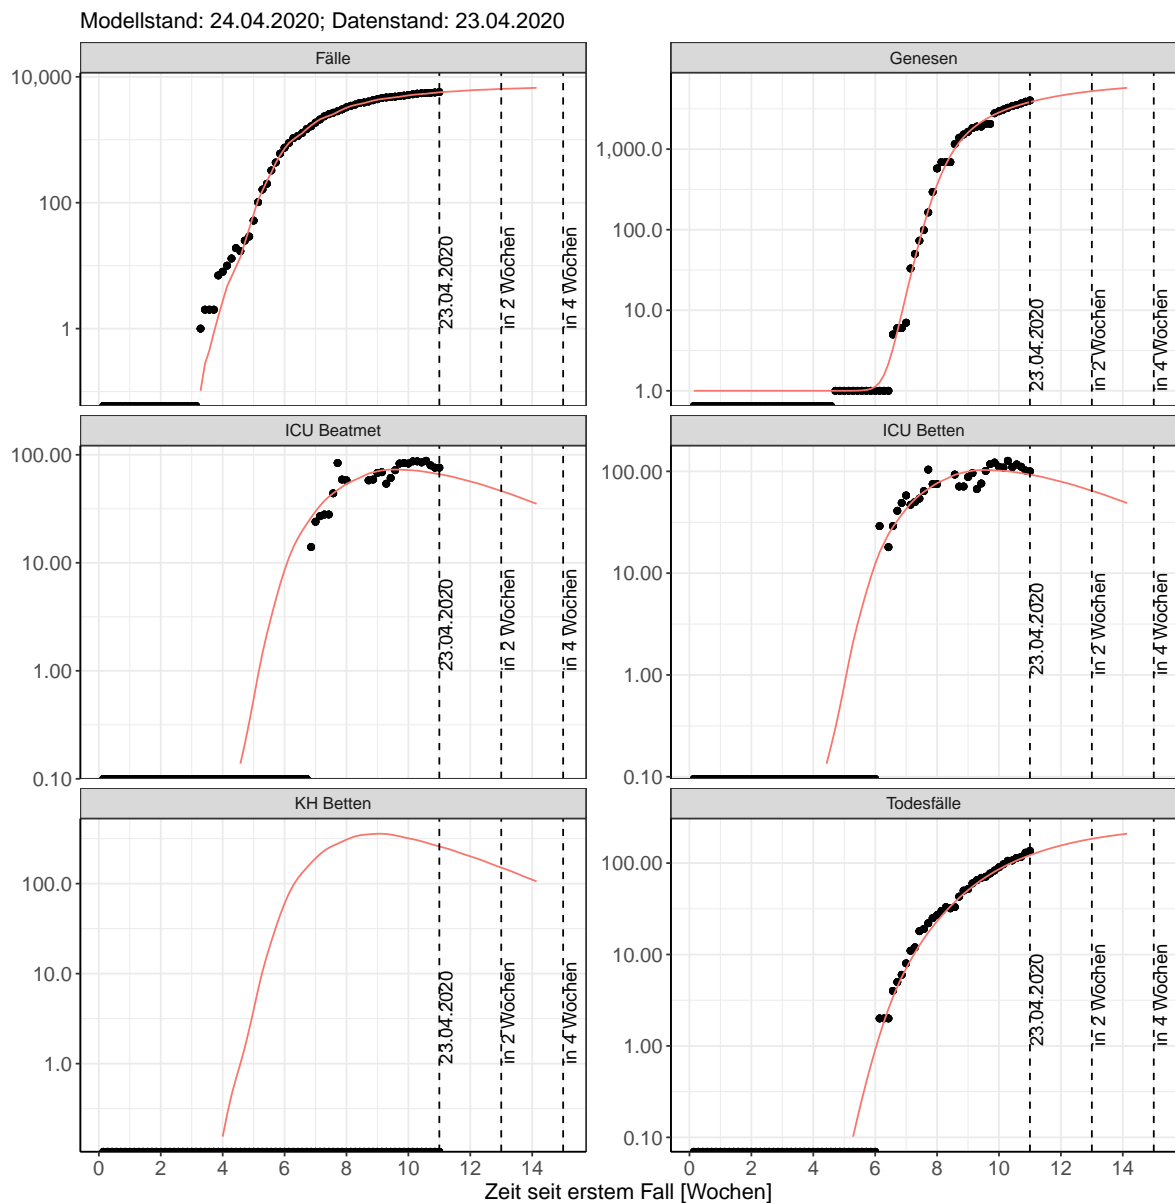 Modellstand: 24.04.2020; Datenstand: 23.04.2020
Fälle
Genesen
10,000
100
1
23.04.2020
in 2 Wochen
in 4 Wochen
1,000.0
100.0
10.0
1.0
23.04.2020
in 2 Wochen
in 4 Wochen
ICU Beatmet
ICU Betten
100.00
10.00
1.00
0.10
23.04.2020
in 2 Wochen
in 4 Wochen
100.00
10.00
1.00
0.10
23.04.2020
in 2 Wochen
in 4 Wochen
KH Betten
Todesfälle
100.0
10.0
1.0
23.04.2020
in 2 Wochen
in 4 Wochen
100.00
10.00
1.00
0.10
23.04.2020
in 2 Wochen
in 4 Wochen
0 2 4 6 8 10 12 14
0 2 4 6 8 10 12 14
Zeit seit erstem Fall [Wochen]